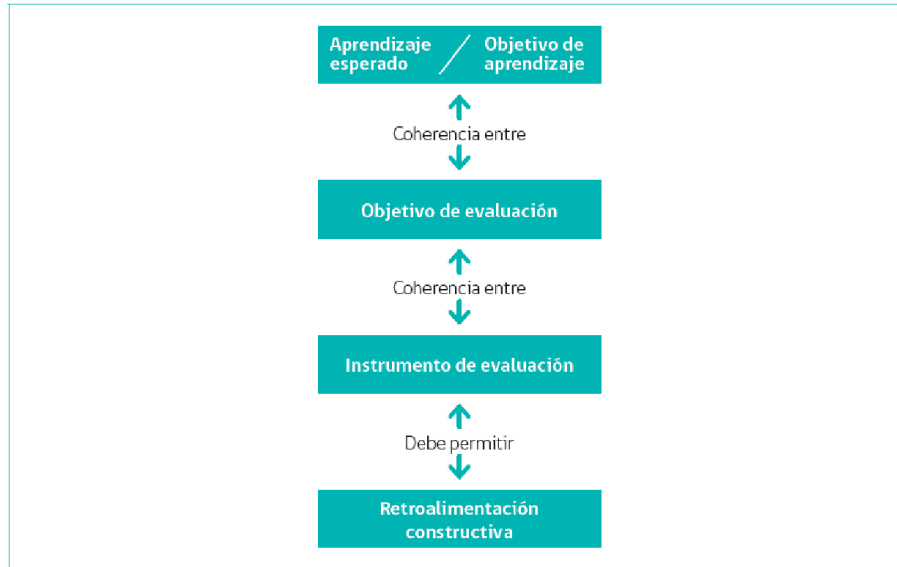 Aprendizaje esperado / Objetivo de aprendizaje
Coherencia entre
Objetivo de evaluación
Coherencia entre
Instrumento de evaluación
Debe permitir
Retroalimentación
constructiva